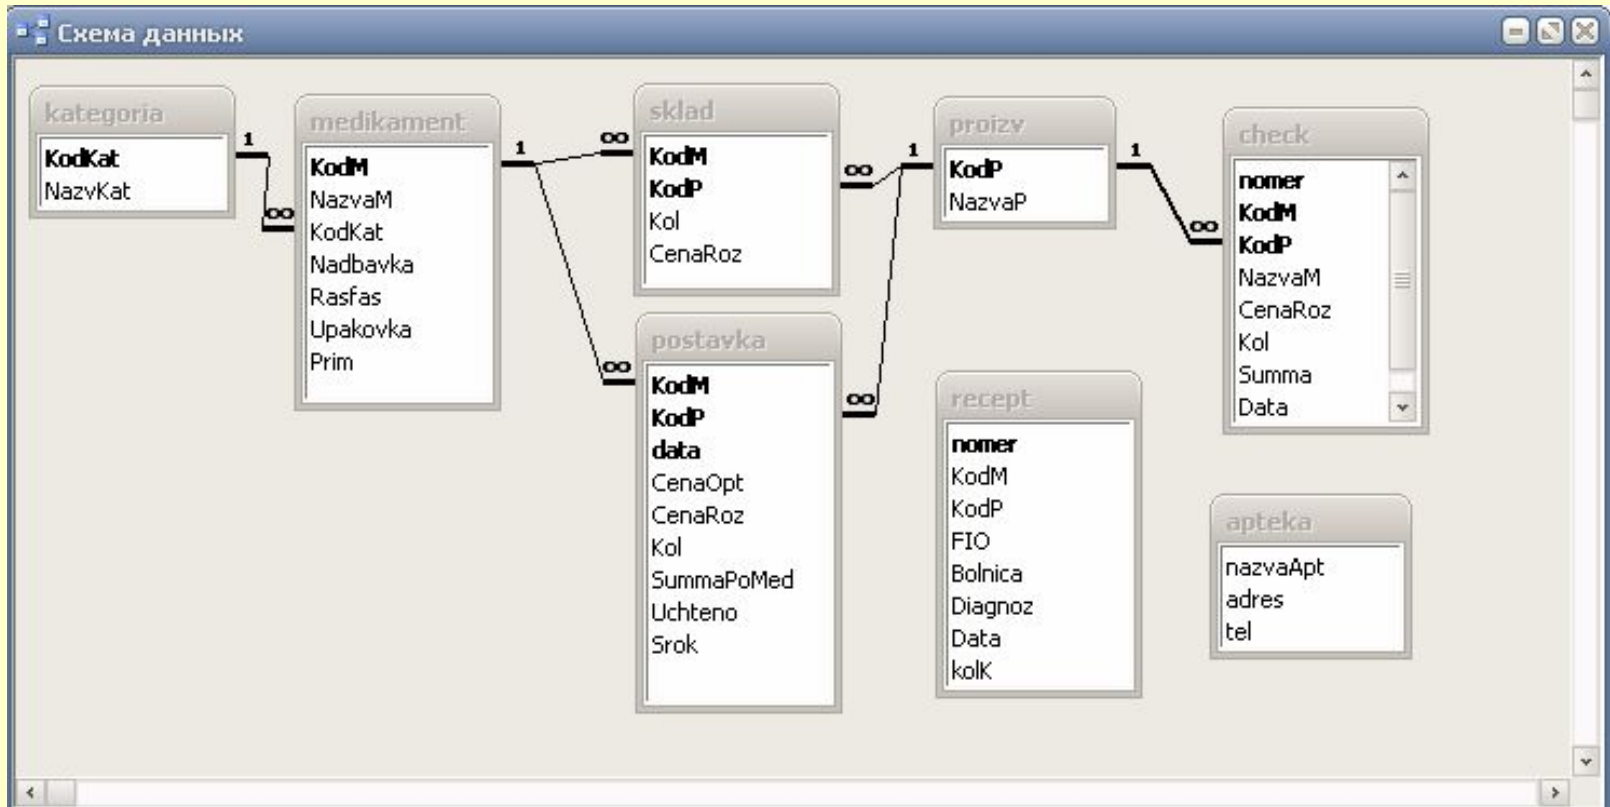 Схема данных
kategoria
KodKat
NazvKat
1
∞
medikament
KodM
NazvaM
KodKat
Nadbavka
Rasfas
Upakovka
Prim
1
∞
∞
sklad
KodM
KodP
Kol
CenaRoz
∞
postavka
KodM
KodP
data
CenaOpt
CenaRoz
Kol
SummaPoMed
Uchteno
Srok
∞
1
proizv
KodP
NazvaP
1
∞
recept
nomer
KodM
KodP
FIO
Bolnica
Diagnoz
Data
kolK
check
nomer
KodM
KodP
NazvaM
CenaRoz
Kol
Summa
Data
apteka
nazvaApt
adres
tel